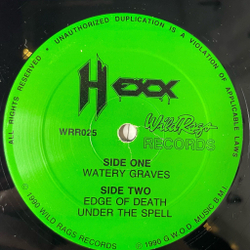 • UNAUTHORIZED DUPLICATION IS A VIOLATION OF APPLICABLE LAWS • ALL RIGHTS RESERVED
Hexx
WRR025
Wild Rags
RECORDS
SIDE ONE
WATERY GRAVES
SIDE TWO
EDGE OF DEATH
UNDER THE SPELL
© 1990 WILD RAGS RECORDS
℗ 1990 O.W.O.D. MUSIC B.M.I.